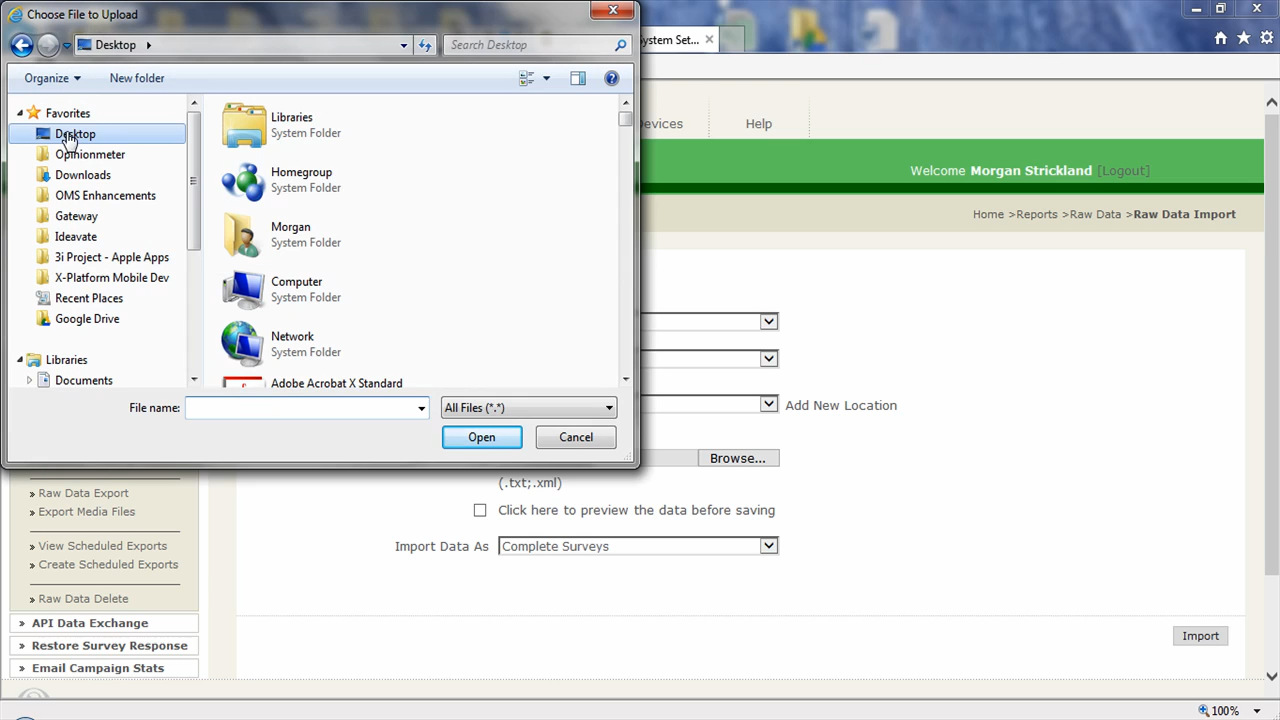 Choose File to Upload
Desktop
Search Desktop
Organize
New folder
Favorites
Desktop
Opinionmeter
Downloads
OMS Enhancements
Gateway
Ideavate
3i Project - Apple Apps
X-Platform Mobile Dev
Recent Places
Google Drive
Libraries
Documents
Libraries
System Folder
Homegroup
System Folder
Morgan
System Folder
Computer
System Folder
Network
System Folder
Adobe Acrobat X Standard
File name:
All Files (*.*)
Open
Cancel
ystem Set...
evices
Help
Welcome Morgan Strickland [Logout]
Home >Reports >Raw Data >Raw Data Import
Add New Location
Browse...
(.txt;.xml)
Click here to preview the data before saving
Import Data As
Complete Surveys
Import
» Raw Data Export
» Export Media Files
» View Scheduled Exports
» Create Scheduled Exports
» Raw Data Delete
» API Data Exchange
» Restore Survey Response
» Email Campaign Stats
100%